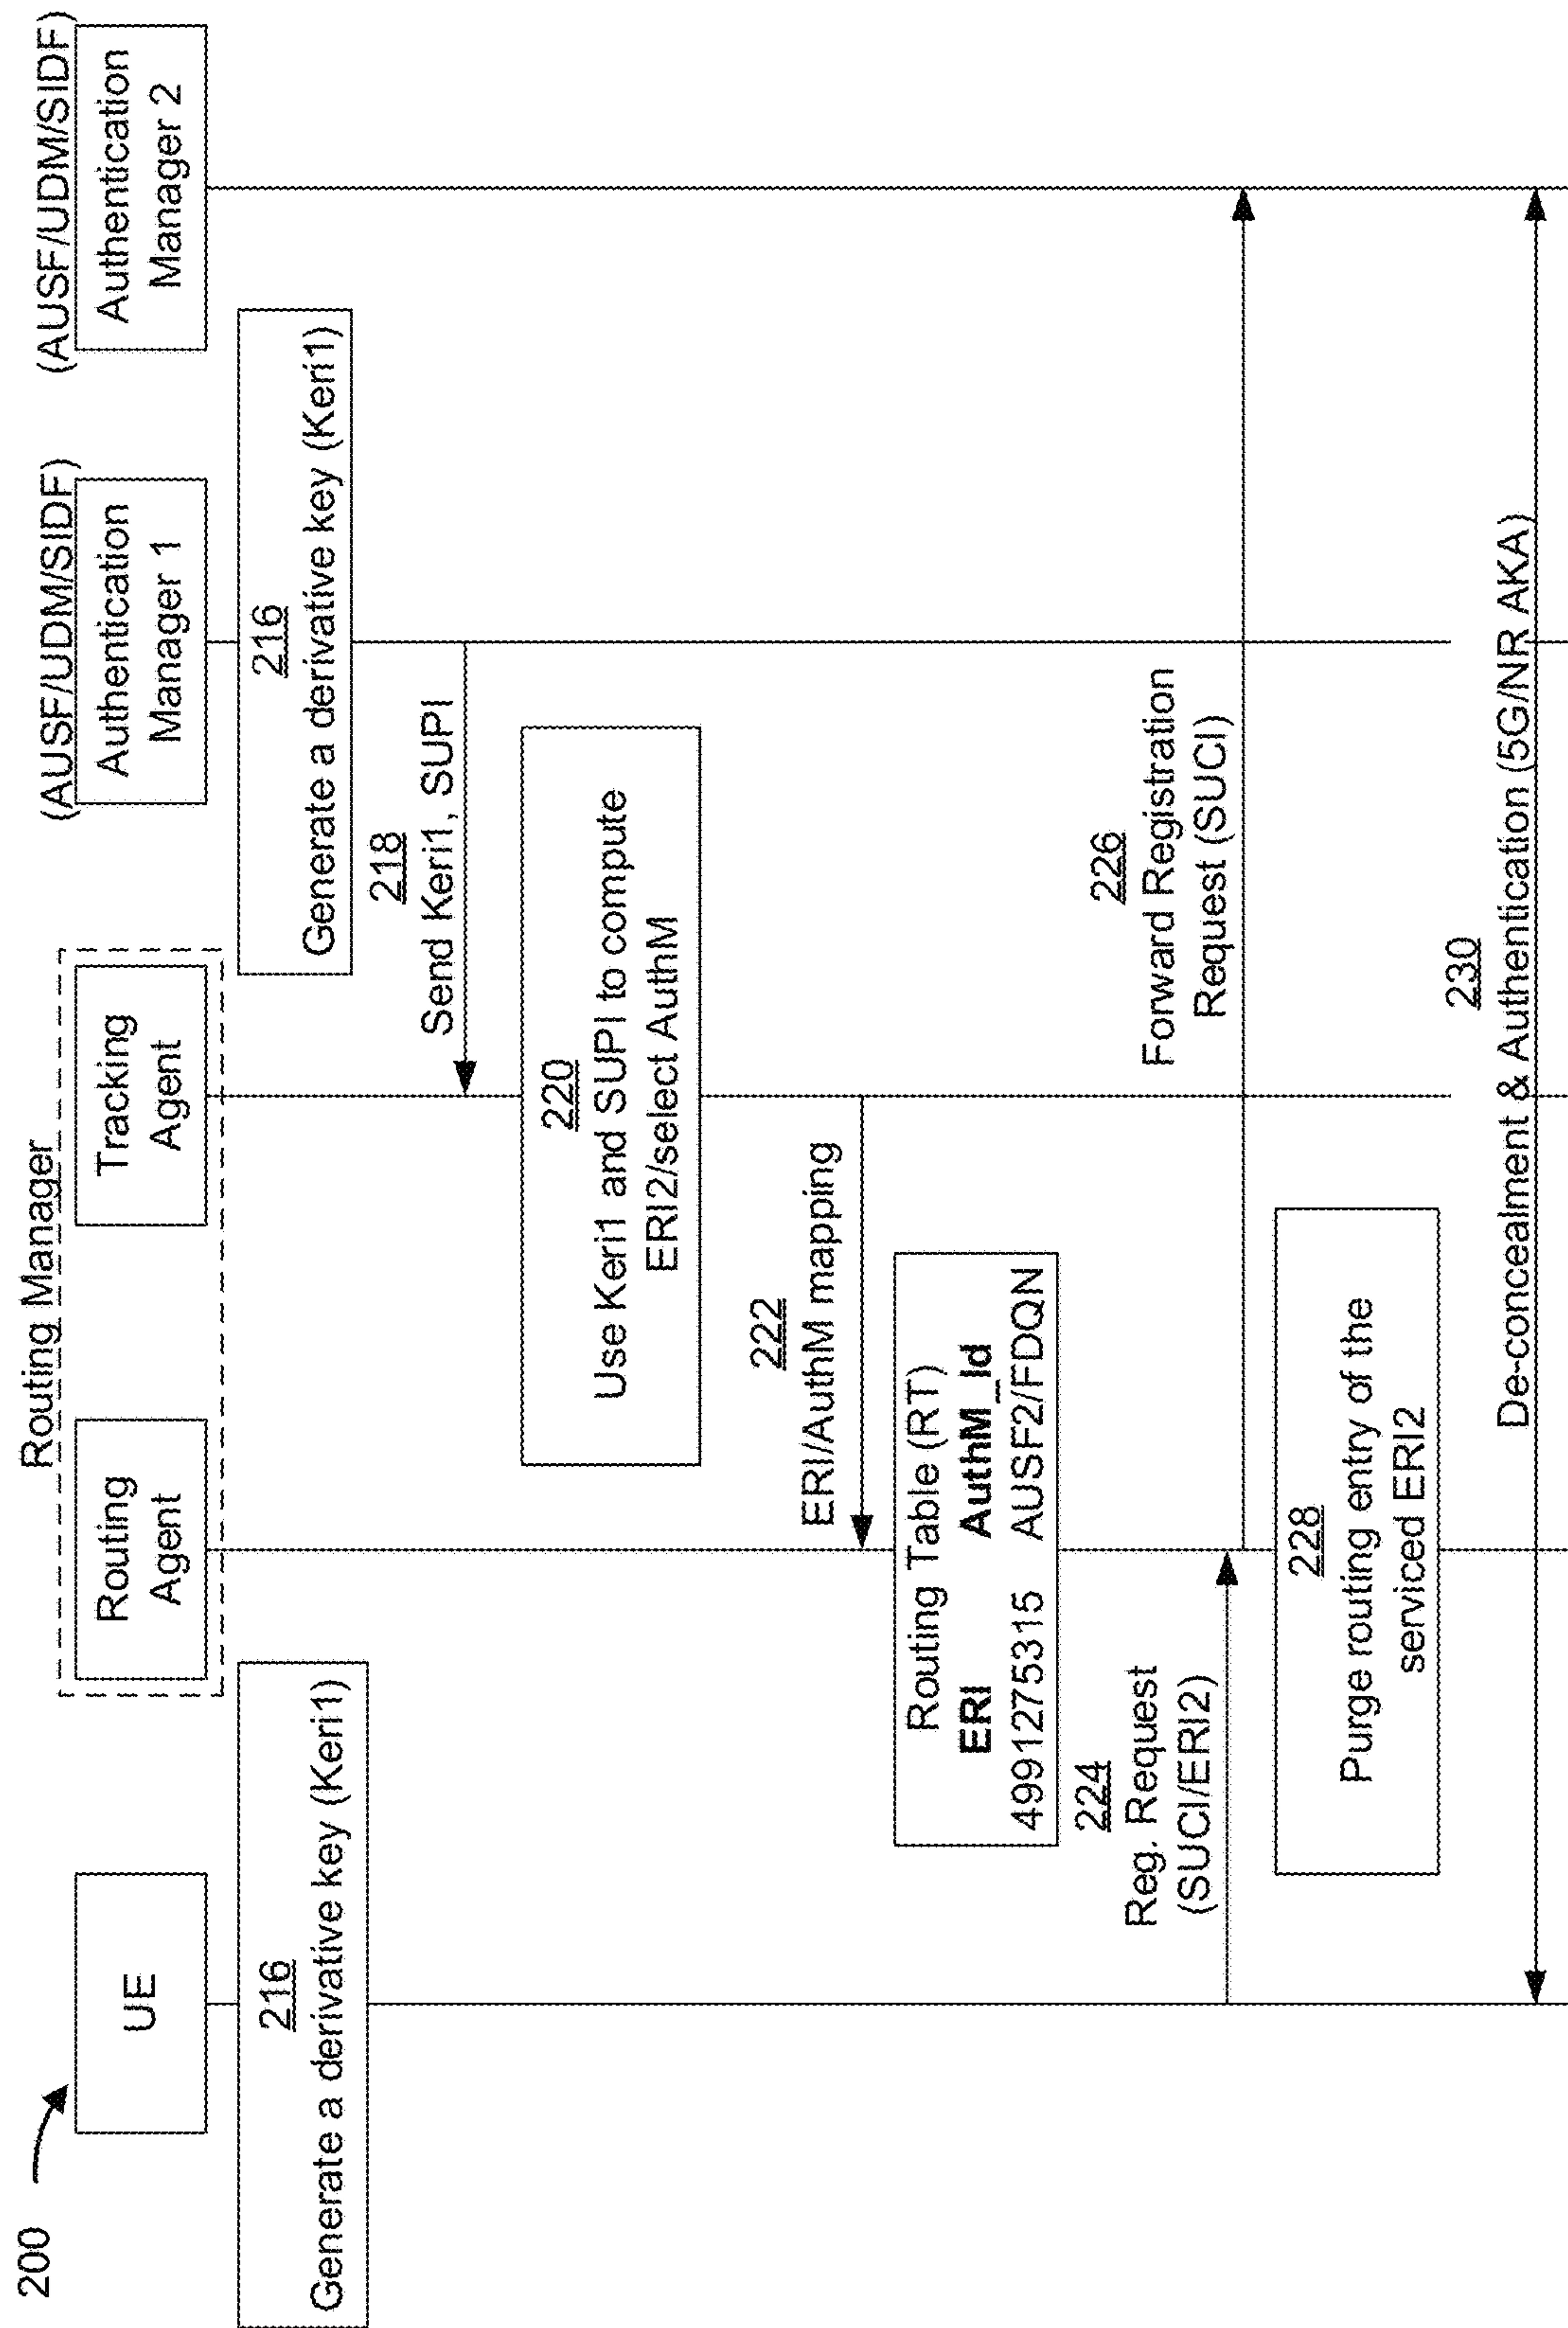 200
Routing Manager
(AUSF/UDM/SIDF)
(AUSF/UDM/SIDF)
UE
Routing
Agent
Tracking
Agent
Authentication
Manager 1
Authentication
Manager 2
216
Generate a derivative key (Keri1)
216
Generate a derivative key (Keri1)
218
Send Keri1, SUPI
220
Use Keri1 and SUPI to compute
ERI2/select AuthM
222
ERI/AuthM mapping
Routing Table (RT)
ERI AuthM_Id
4991275315 AUSF2/FDQN
224
Reg. Request
(SUCI/ERI2)
226
Forward Registration
Request (SUCI)
228
Purge routing entry of the
serviced ERI2
230
De-concealment & Authentication (5G/NR AKA)